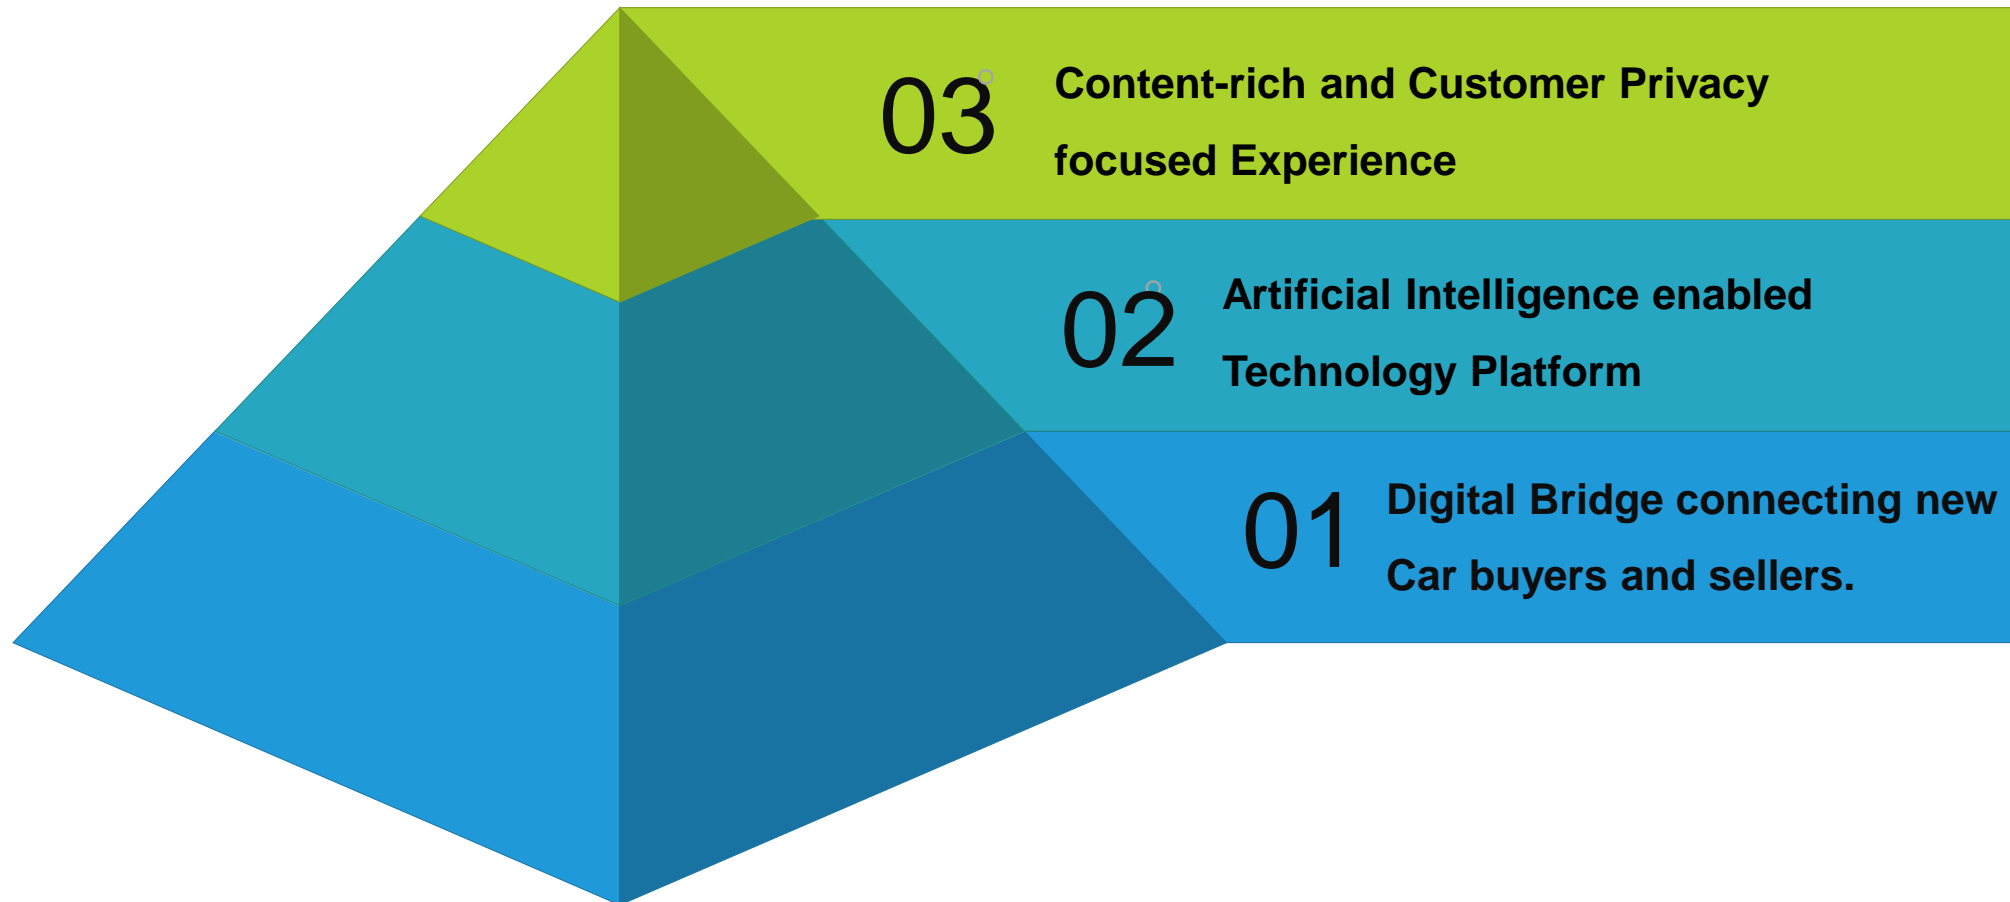 03
Content-rich and Customer Privacy
focused Experience
02
Artificial Intelligence enabled
Technology Platform
01
Digital Bridge connecting new
Car buyers and sellers.